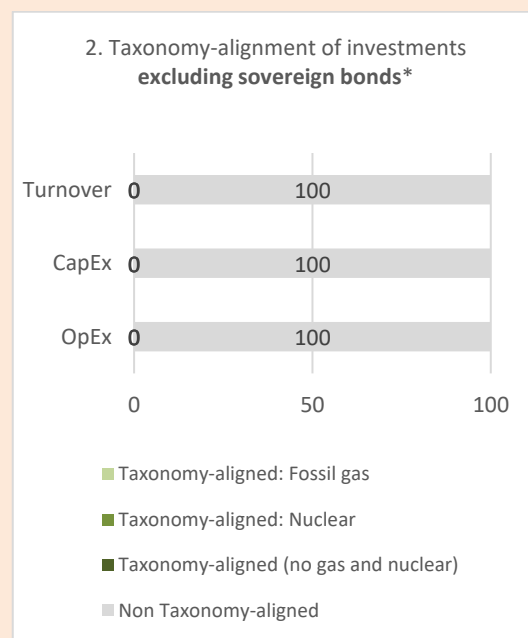 2. Taxonomy-alignment of investments
excluding sovereign bonds*
Turnover 0 100
CapEx 0 100
OpEx 0 100
0 50 100
Taxonomy-aligned: Fossil gas
Taxonomy-aligned: Nuclear
Taxonomy-aligned (no gas and nuclear)
Non Taxonomy-aligned